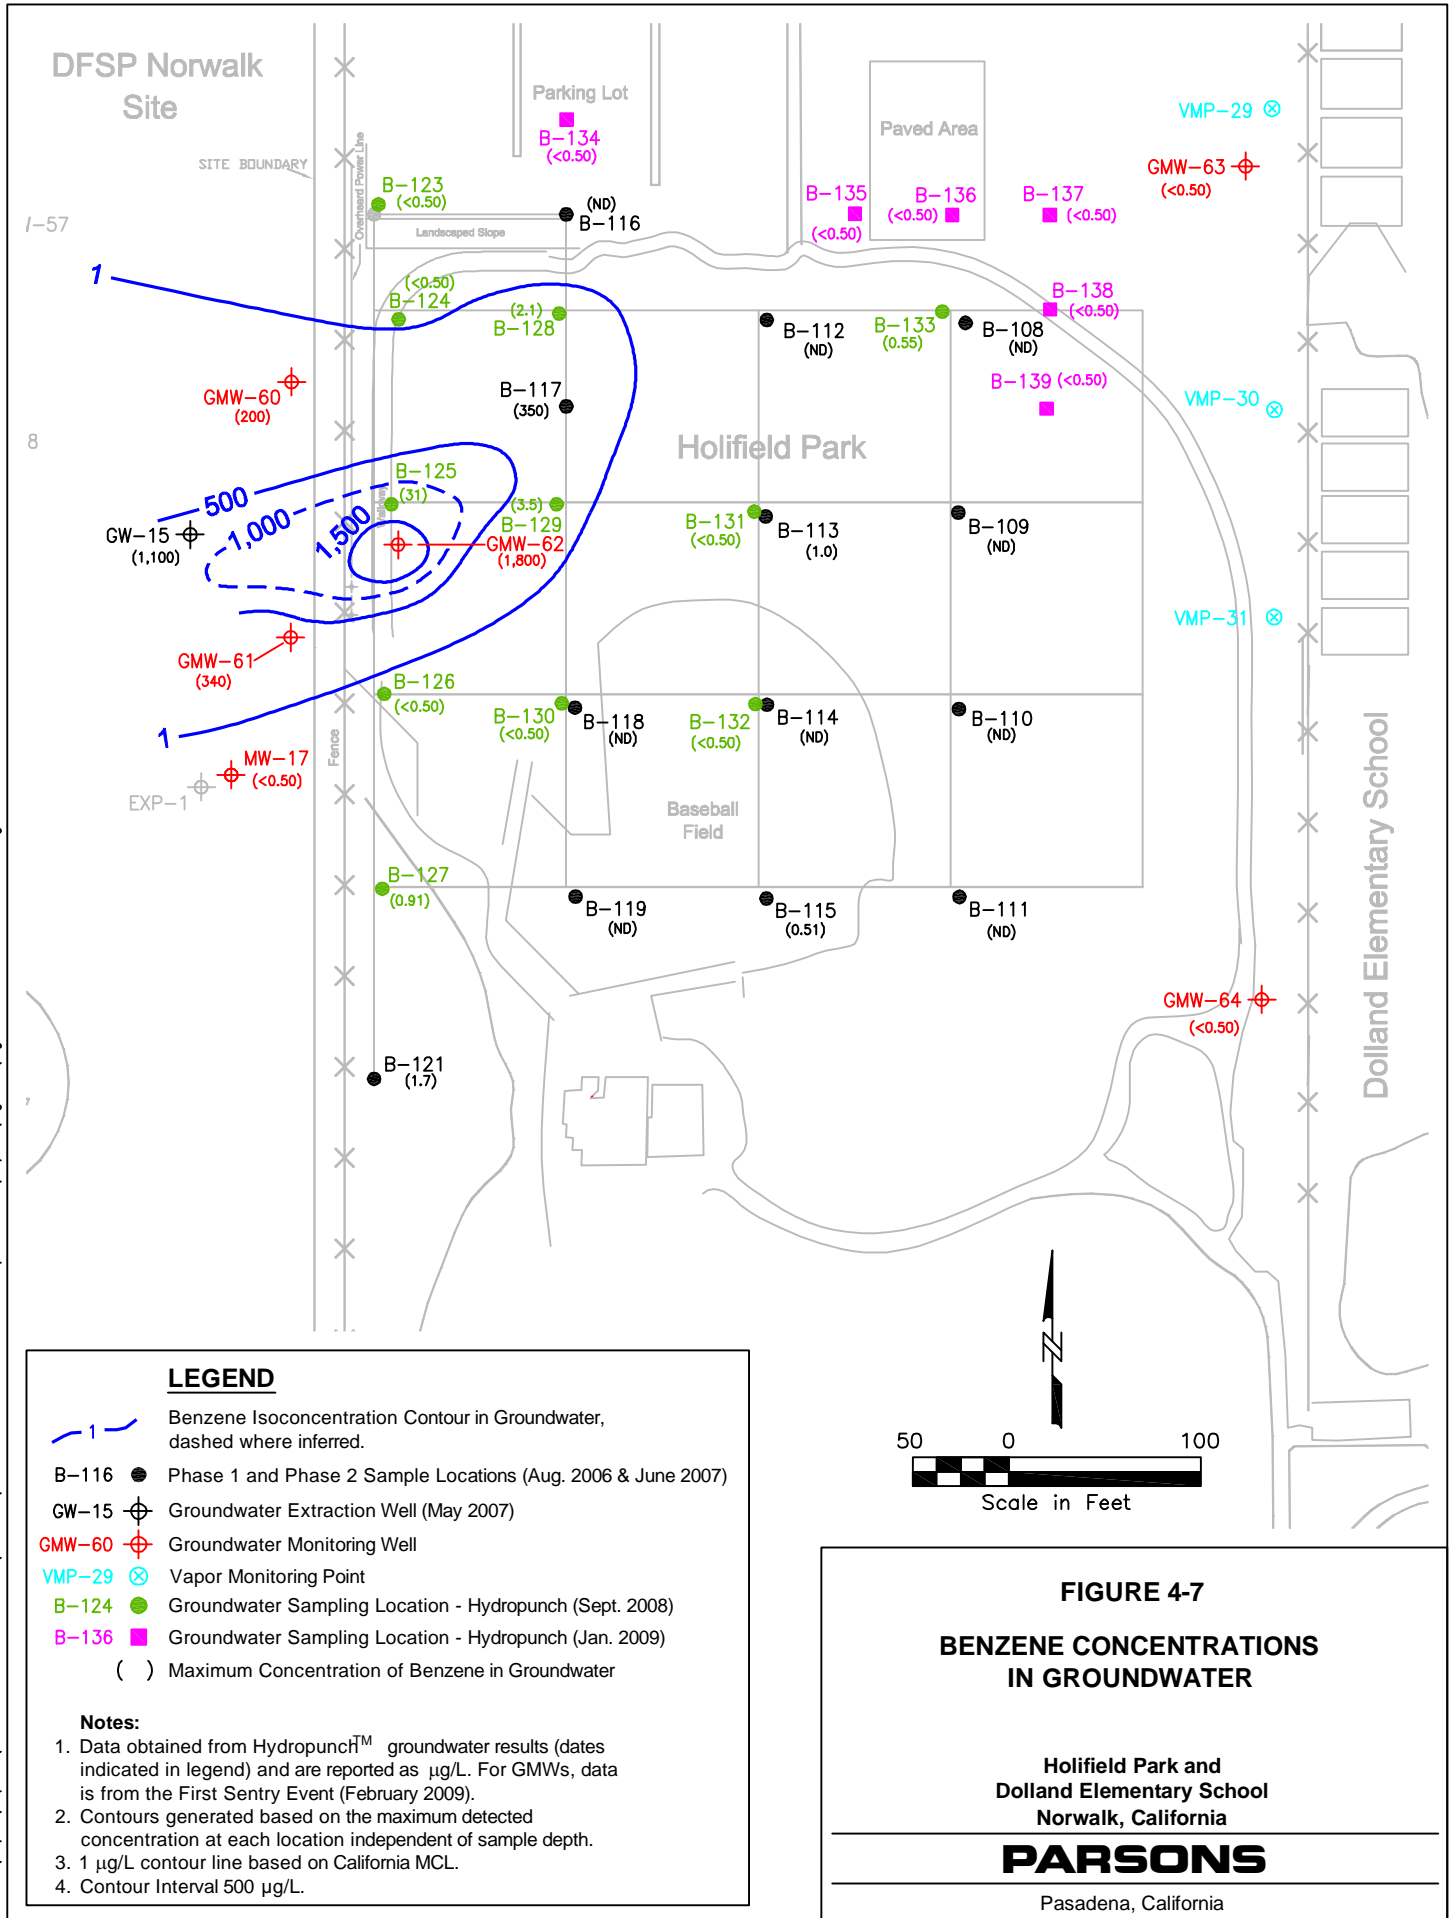 DFSP Norwalk
Site
SITE BOUNDARY
Overheard Power Line
Parking Lot
B-134
(<0.50)
Paved Area
VMP-29
GMW-63
(<0.50)
B-123
(<0.50)
(ND)
B-116
Landscaped Slope
B-135
(<0.50)
B-136
(<0.50)
B-137
(<0.50)
1
(<0.50)
B-124
(2.1)
B-128
B-112
(ND)
B-133
(0.55)
B-108
(ND)
B-138
(<0.50)
GMW-60
(200)
B-117
(350)
B-139 (<0.50)
VMP-30
8
Holifield Park
500
1,000
1,500
B-125
(31)
(3.5)
B-129
GW-15
(1,100)
GMW-62
(1,800)
B-131
(<0.50)
B-113
(1.0)
B-109
(ND)
VMP-31
GMW-61
(340)
B-126
(<0.50)
B-130
(<0.50)
B-118
(ND)
B-132
(<0.50)
B-114
(ND)
B-110
(ND)
1
Fence
MW-17
(<0.50)
EXP-1
Baseball
Field
Dolland Elementary School
B-127
(0.91)
B-119
(ND)
B-115
(0.51)
B-111
(ND)
GMW-64
(<0.50)
B-121
(1.7)
N
50 0 100
Scale in Feet
LEGEND
1 Benzene Isoconcentration Contour in Groundwater,
dashed where inferred.
B-116 Phase 1 and Phase 2 Sample Locations (Aug. 2006 & June 2007)
GW-15 Groundwater Extraction Well (May 2007)
GMW-60 Groundwater Monitoring Well
VMP-29 Vapor Monitoring Point
B-124 Groundwater Sampling Location - Hydropunch (Sept. 2008)
B-136 Groundwater Sampling Location - Hydropunch (Jan. 2009)
( ) Maximum Concentration of Benzene in Groundwater
Notes:
1. Data obtained from Hydropunch™ groundwater results (dates
indicated in legend) and are reported as µg/L. For GMWs, data
is from the First Sentry Event (February 2009).
2. Contours generated based on the maximum detected
concentration at each location independent of sample depth.
3. 1 µg/L contour line based on California MCL.
4. Contour Interval 500 µg/L.
FIGURE 4-7
BENZENE CONCENTRATIONS
IN GROUNDWATER
Holifield Park and
Dolland Elementary School
Norwalk, California
PARSONS
Pasadena, California